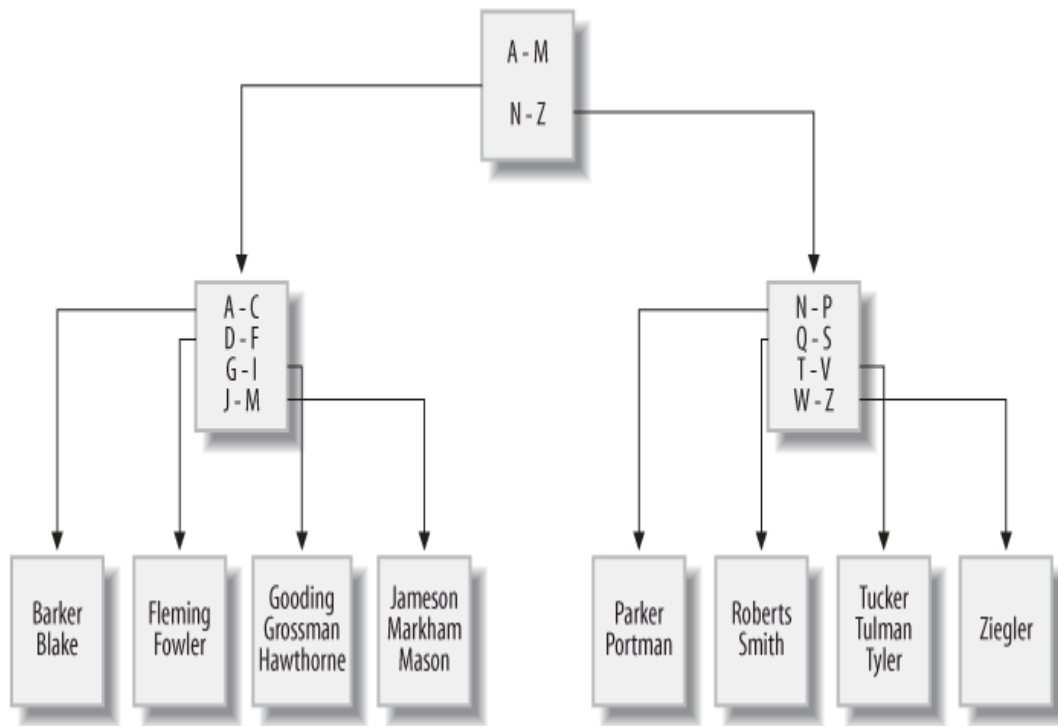 A - M
N - Z
A - C
D - F
G - I
J - M
N - P
Q - S
T - V
W - Z
Barker
Blake
Fleming
Fowler
Gooding
Grossman
Hawthorne
Jameson
Markham
Mason
Parker
Portman
Roberts
Smith
Tucker
Tulman
Tyler
Ziegler